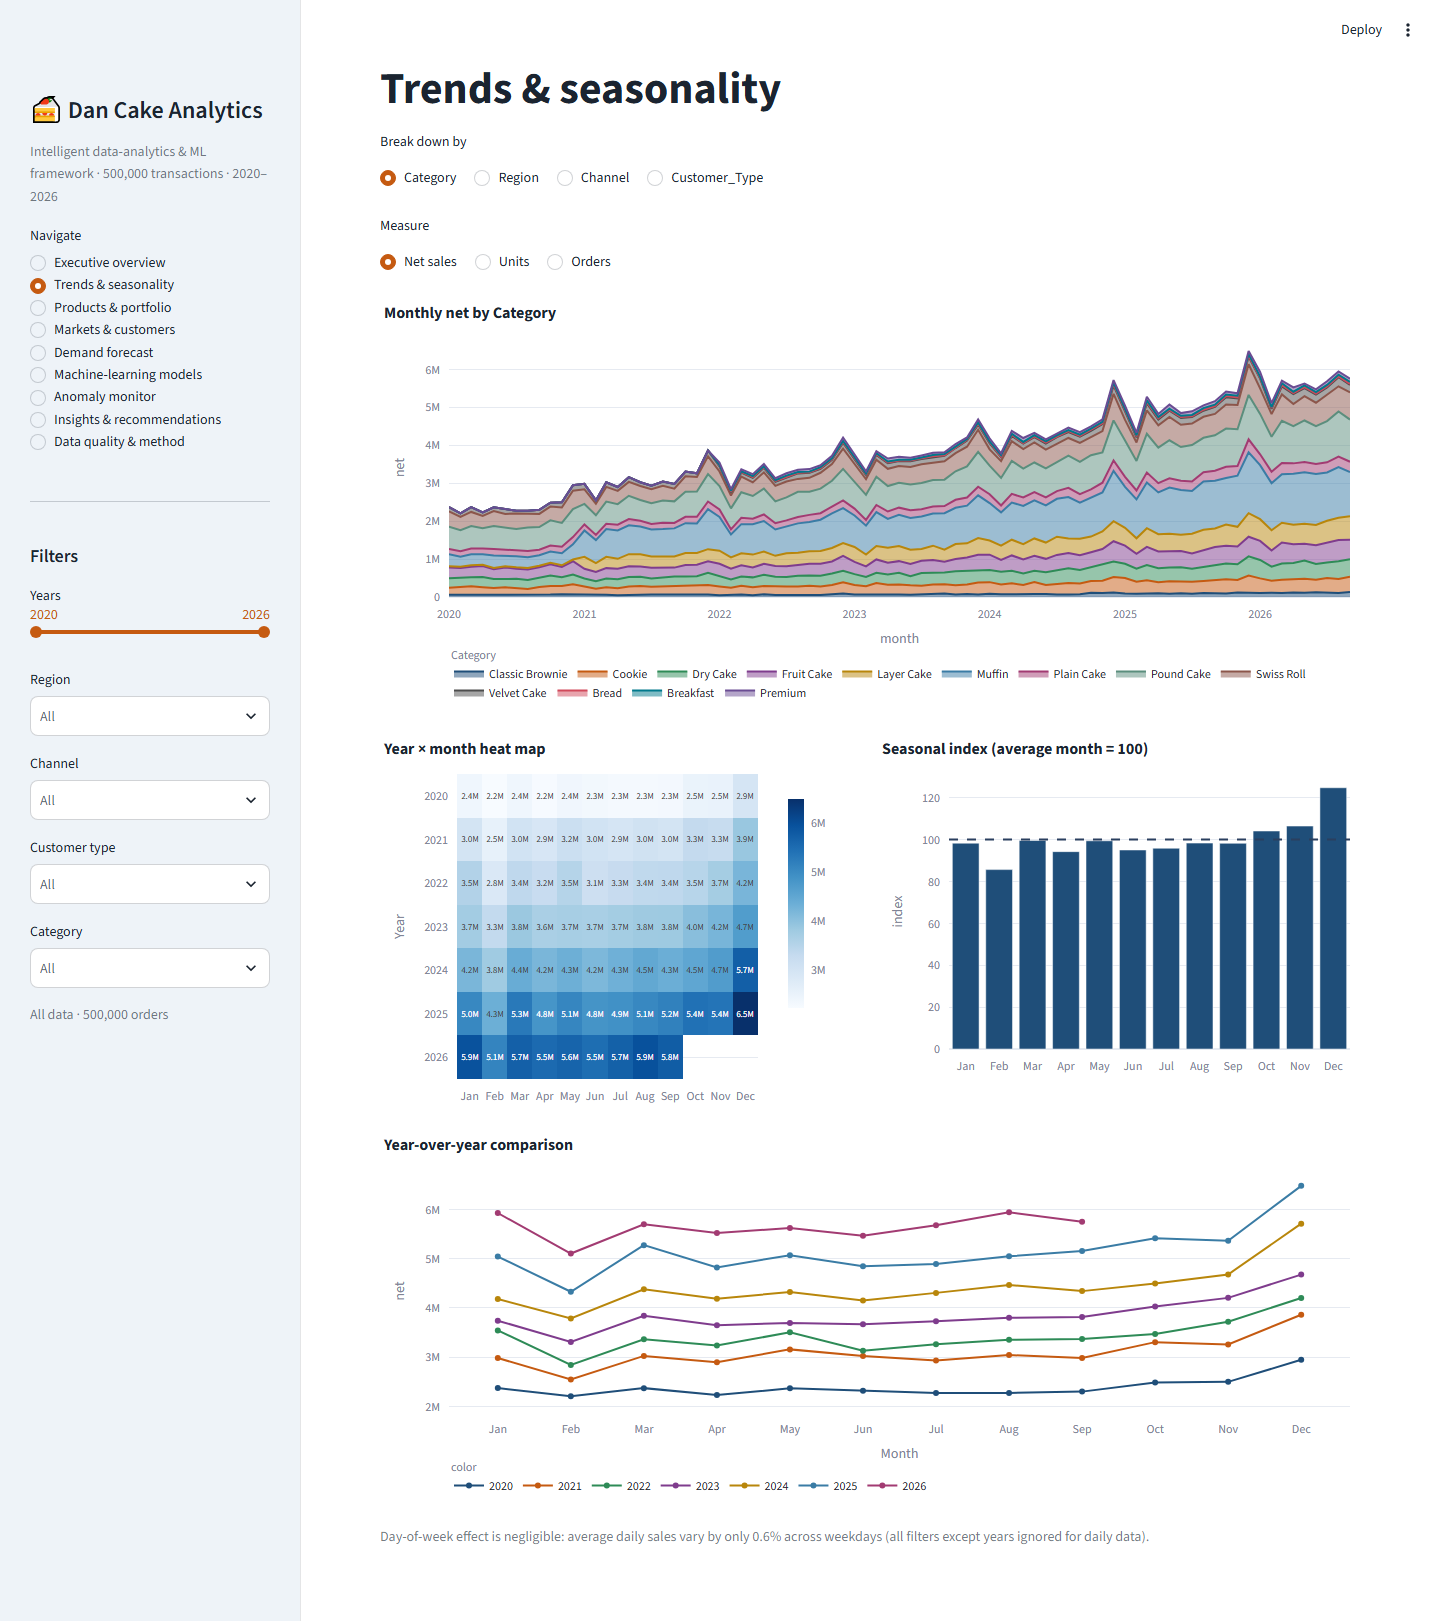 Deploy
Dan Cake Analytics
Intelligent data-analytics & ML
framework · 500,000 transactions · 2020–
2026
Navigate
Executive overview
Trends & seasonality
Products & portfolio
Markets & customers
Demand forecast
Machine-learning models
Anomaly monitor
Insights & recommendations
Data quality & method
Filters
Years
2020 2026
Region
All
Channel
All
Customer type
All
Category
All
All data · 500,000 orders
Trends & seasonality
Break down by
Category Region Channel Customer_Type
Measure
Net sales Units Orders
Monthly net by Category
net
6M
5M
4M
3M
2M
1M
0
2020 2021 2022 2023 2024 2025 2026
month
Category
Classic Brownie Cookie Dry Cake Fruit Cake Layer Cake Muffin Plain Cake Pound Cake Swiss Roll
Velvet Cake Bread Breakfast Premium
Year × month heat map
Year
2020 2.4M 2.2M 2.4M 2.2M 2.4M 2.3M 2.3M 2.3M 2.3M 2.5M 2.5M 2.9M
2021 3.0M 2.5M 3.0M 2.9M 3.2M 3.0M 2.9M 3.0M 3.0M 3.3M 3.3M 3.9M
2022 3.5M 2.8M 3.4M 3.2M 3.5M 3.1M 3.3M 3.4M 3.4M 3.5M 3.7M 4.2M
2023 3.7M 3.3M 3.8M 3.6M 3.7M 3.7M 3.7M 3.8M 3.8M 4.0M 4.2M 4.7M
2024 4.2M 3.8M 4.4M 4.2M 4.3M 4.2M 4.3M 4.5M 4.3M 4.5M 4.7M 5.7M
2025 5.0M 4.3M 5.3M 4.8M 5.1M 4.8M 4.9M 5.1M 5.2M 5.4M 5.4M 6.5M
2026 5.9M 5.1M 5.7M 5.5M 5.6M 5.5M 5.7M 5.9M 5.8M
Jan Feb Mar Apr May Jun Jul Aug Sep Oct Nov Dec
6M
5M
4M
3M
Seasonal index (average month = 100)
index
120
100
80
60
40
20
0
Jan Feb Mar Apr May Jun Jul Aug Sep Oct Nov Dec
Year-over-year comparison
net
6M
5M
4M
3M
2M
Jan Feb Mar Apr May Jun Jul Aug Sep Oct Nov Dec
Month
color
2020 2021 2022 2023 2024 2025 2026
Day-of-week effect is negligible: average daily sales vary by only 0.6% across weekdays (all filters except years ignored for daily data).